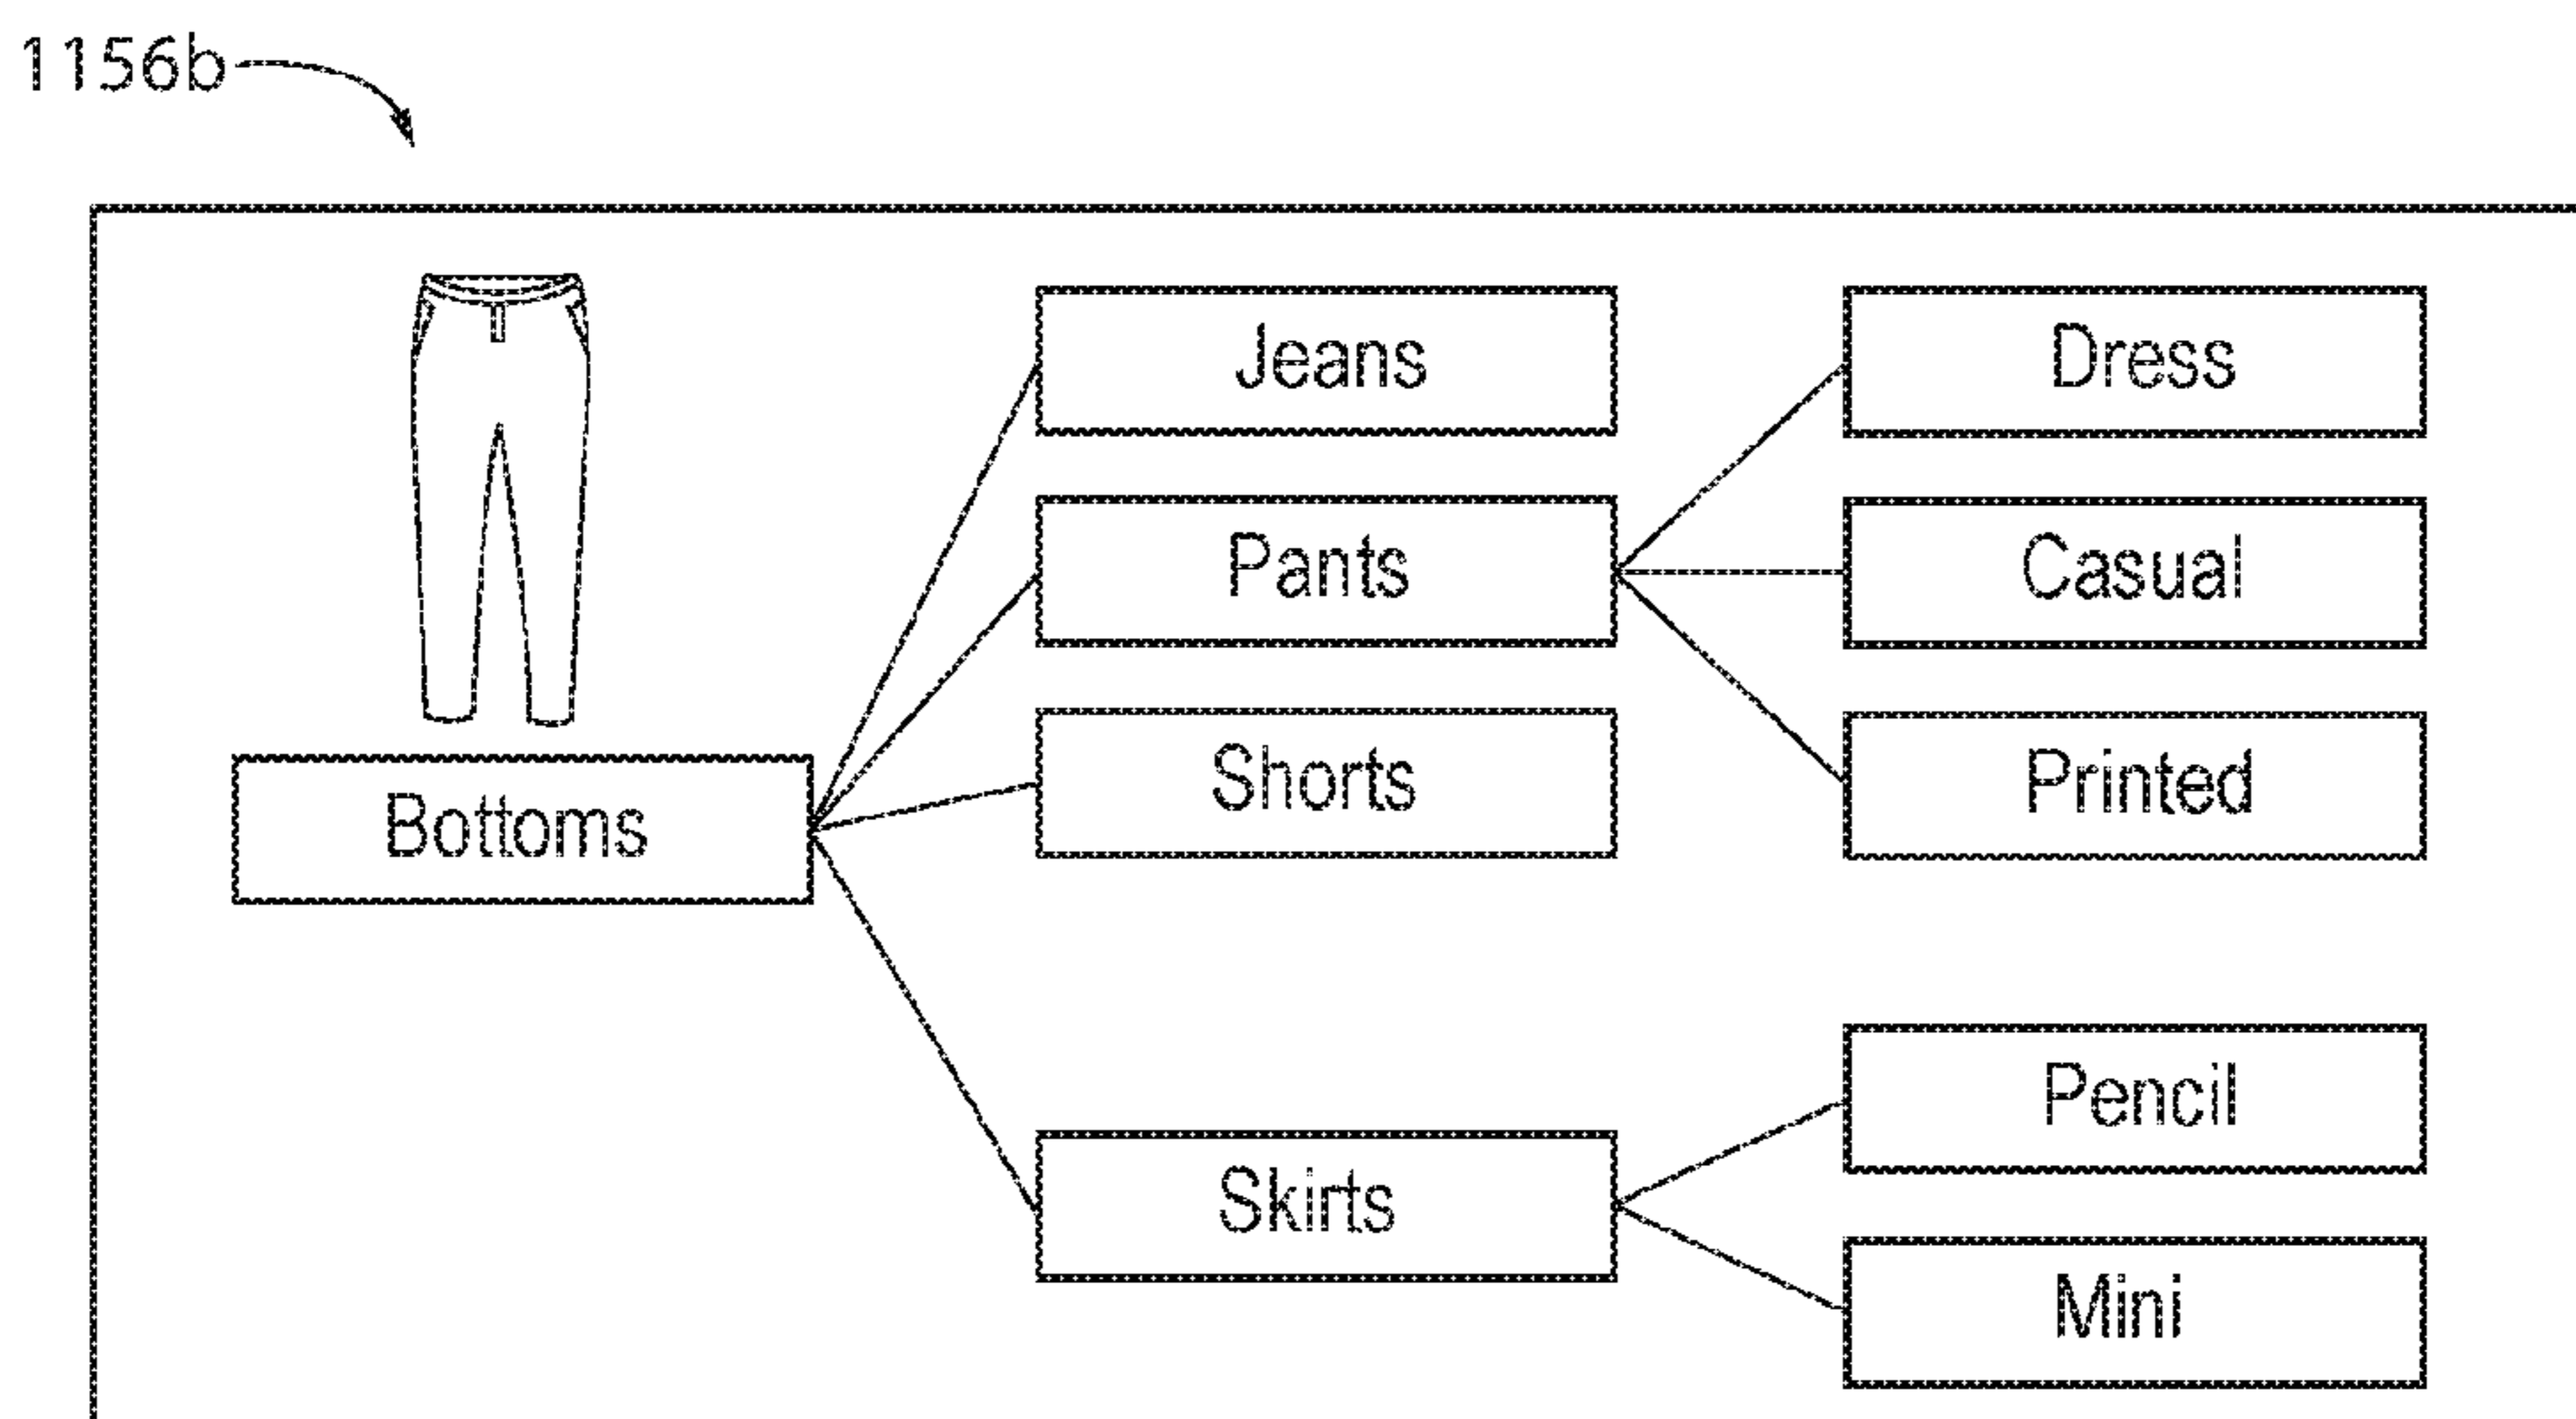 1156b
Jeans
Dress
Pants
Casual
Shorts
Printed
Bottoms
Pencil
Skirts
Mini